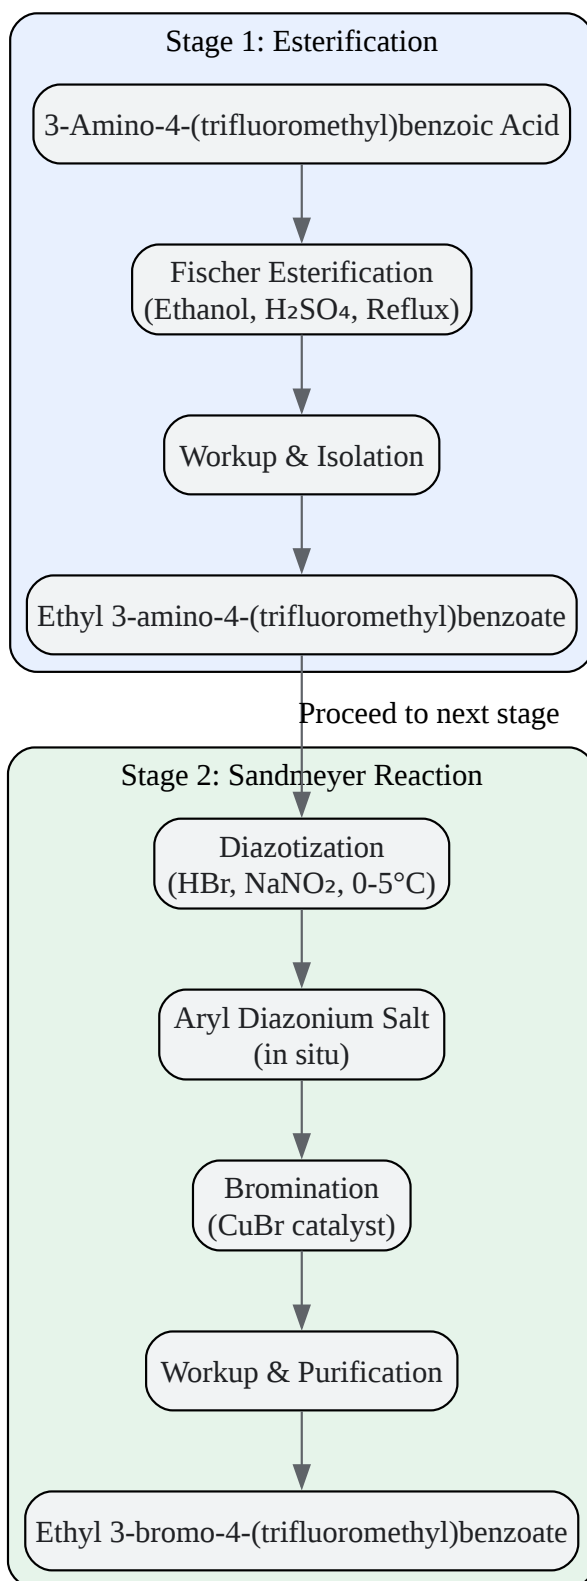 Stage 1: Esterification
3-Amino-4-(trifluoromethyl)benzoic Acid
Fischer Esterification
(Ethanol, H₂SO₄, Reflux)
Workup & Isolation
Ethyl 3-amino-4-(trifluoromethyl)benzoate
Proceed to next stage
Stage 2: Sandmeyer Reaction
Diazotization
(HBr, NaNO₂, 0-5°C)
Aryl Diazonium Salt
(in situ)
Bromination
(CuBr catalyst)
Workup & Purification
Ethyl 3-bromo-4-(trifluoromethyl)benzoate